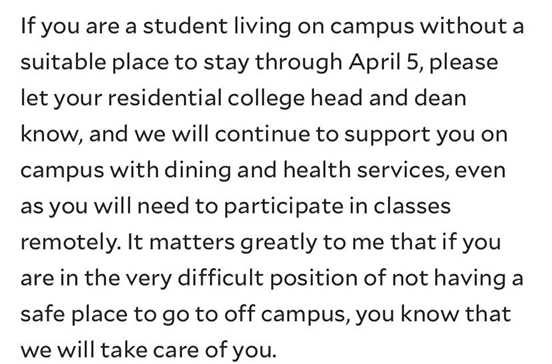 If you are a student living on campus without a
suitable place to stay through April 5, please
let your residential college head and dean
know, and we will continue to support you on
campus with dining and health services, even
as you will need to participate in classes
remotely. It matters greatly to me that if you
are in the very difficult position of not having a
safe place to go to off campus, you know that
we will take care of you.